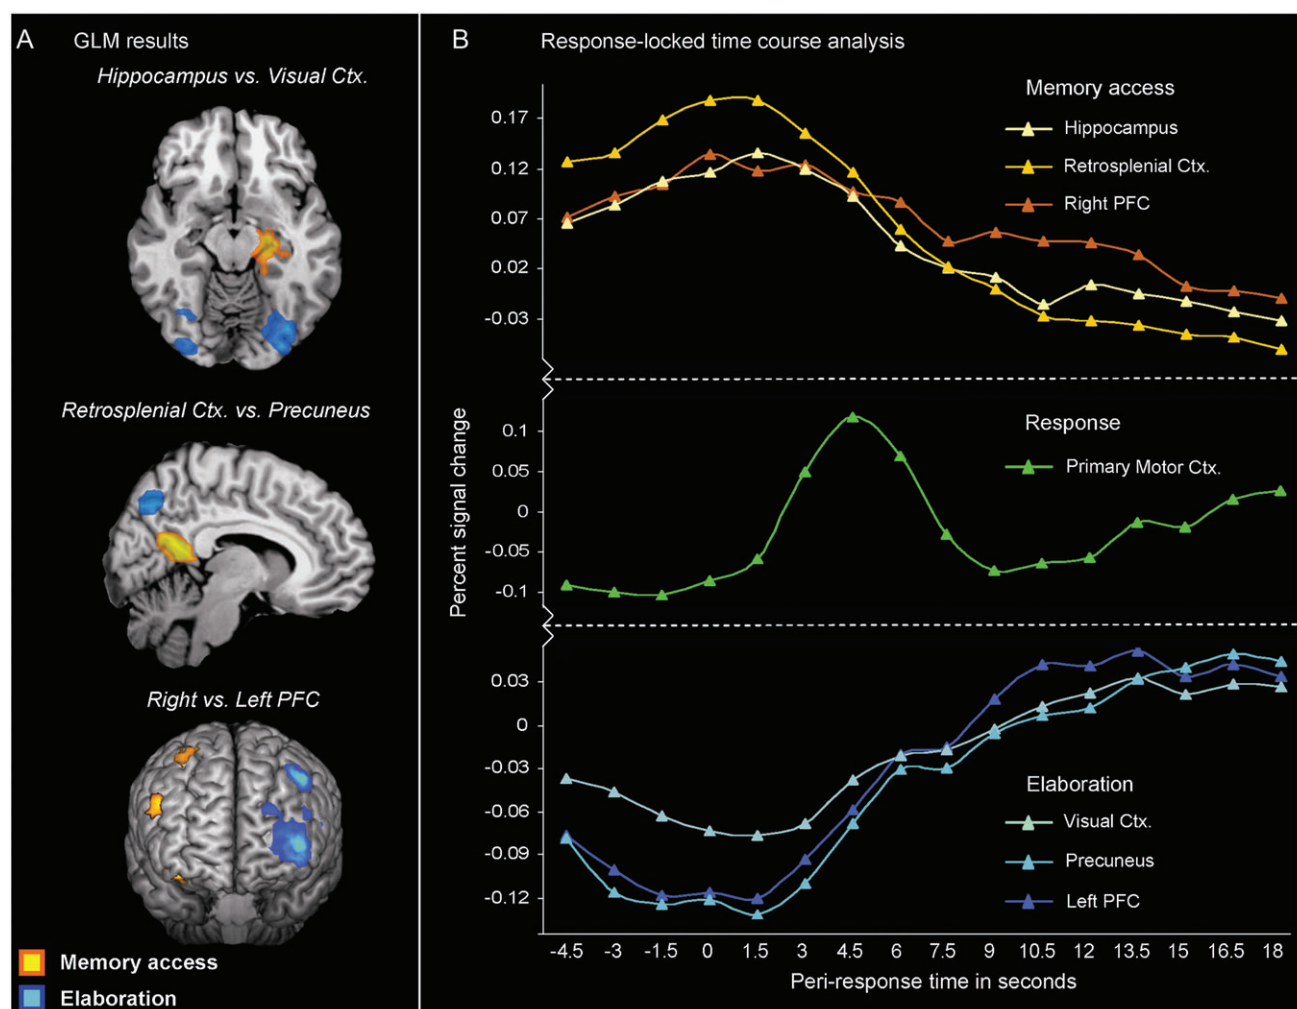 A GLM results
Hippocampus vs. Visual Ctx.
Retrosplenial Ctx. vs. Precuneus
Right vs. Left PFC
Memory access
Elaboration
B Response-locked time course analysis
Percent signal change
0.17
0.12
0.07
0.02
-0.03
Memory access
Hippocampus
Retrosplenial Ctx.
Right PFC
0.1
0.05
0
-0.05
-0.1
Response
Primary Motor Ctx.
0.03
0
-0.03
-0.06
-0.09
-0.12
Elaboration
Visual Ctx.
Precuneus
Left PFC
-4.5 -3 -1.5 0 1.5 3 4.5 6 7.5 9 10.5 12 13.5 15 16.5 18
Peri-response time in seconds